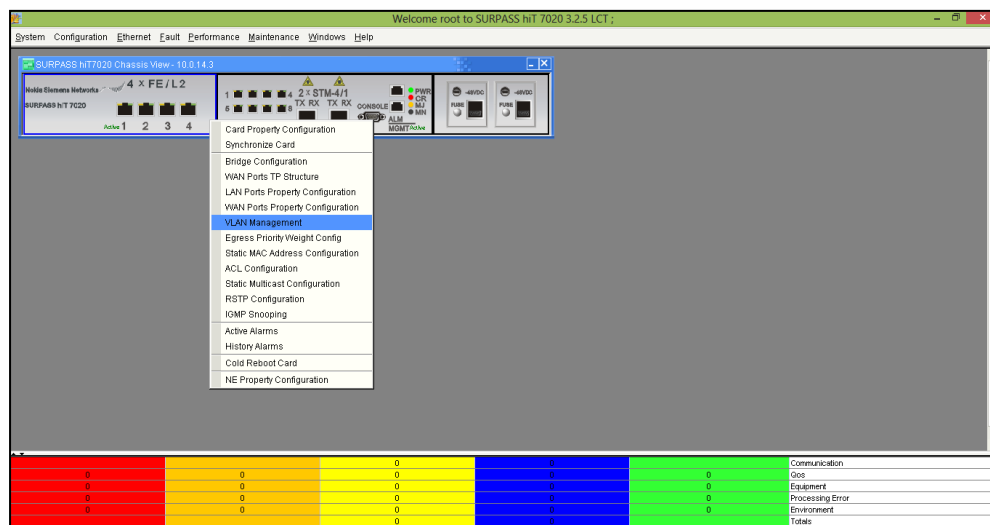 Welcome root to SURPASS hiT 7020 3.2.5 LCT ;
System Configuration Ethernet Fault Performance Maintenance Windows Help
SURPASS hiT7020 Chassis View - 10.0.14.3
Nokia Siemens Networks
SURPASS hiT 7020
4 × FE/L2
Active 1 2 3 4
1 4 2 × STM-4/1
5 8 TX RX TX RX
CONSOLE
PWR
CR
MJ
MN
ALM
MGMT Active
-48VDC
FUSE
-48VDC
FUSE
Card Property Configuration
Synchronize Card
Bridge Configuration
WAN Ports TP Structure
LAN Ports Property Configuration
WAN Ports Property Configuration
VLAN Management
Egress Priority Weight Config
Static MAC Address Configuration
ACL Configuration
Static Multicast Configuration
RSTP Configuration
IGMP Snooping
Active Alarms
History Alarms
Cold Reboot Card
NE Property Configuration
0 0 Communication
0 0 0 0 0 Qos
0 0 0 0 0 Equipment
0 0 0 0 0 Processing Error
0 0 0 0 0 Environment
0 0 Totals